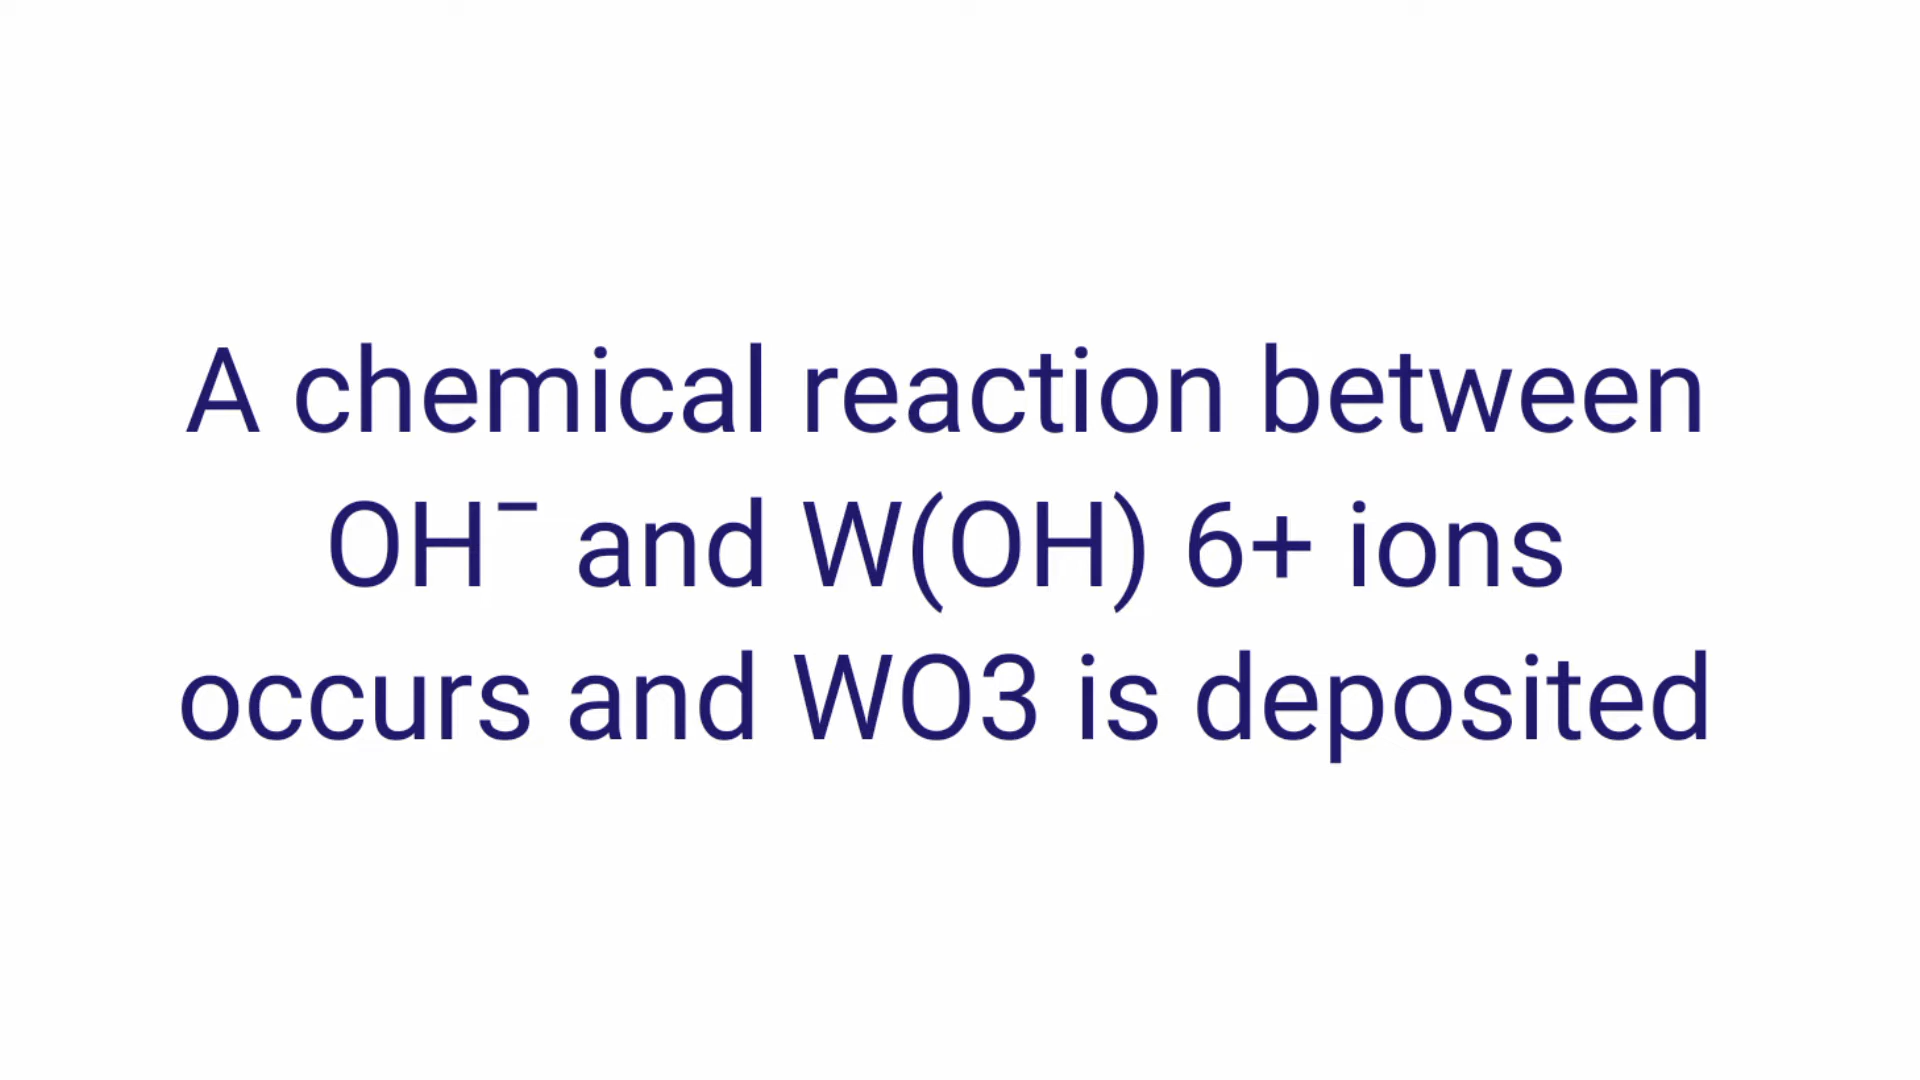 A chemical reaction between
OH⁻ and W(OH) 6+ ions
occurs and WO3 is deposited